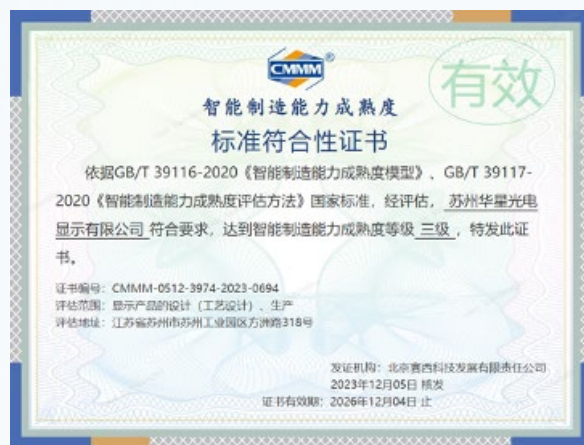 CMMM®
有效
智能制造能力成熟度
标准符合性证书
依据GB/T 39116-2020《智能制造能力成熟度模型》、GB/T 39117-
2020《智能制造能力成熟度评估方法》国家标准，经评估，苏州华星光电
显示有限公司 符合要求，达到智能制造能力成熟度等级 三级 ，特发此证
书。
证书编号：CMMM-0512-3974-2023-0694
评估范围：显示产品的设计（工艺设计）、生产
评估地址：江苏省苏州市苏州工业园区方洲路318号
发证机构：北京赛西科技发展有限责任公司
2023年12月05日 核发
证书有效期：2026年12月04日 止